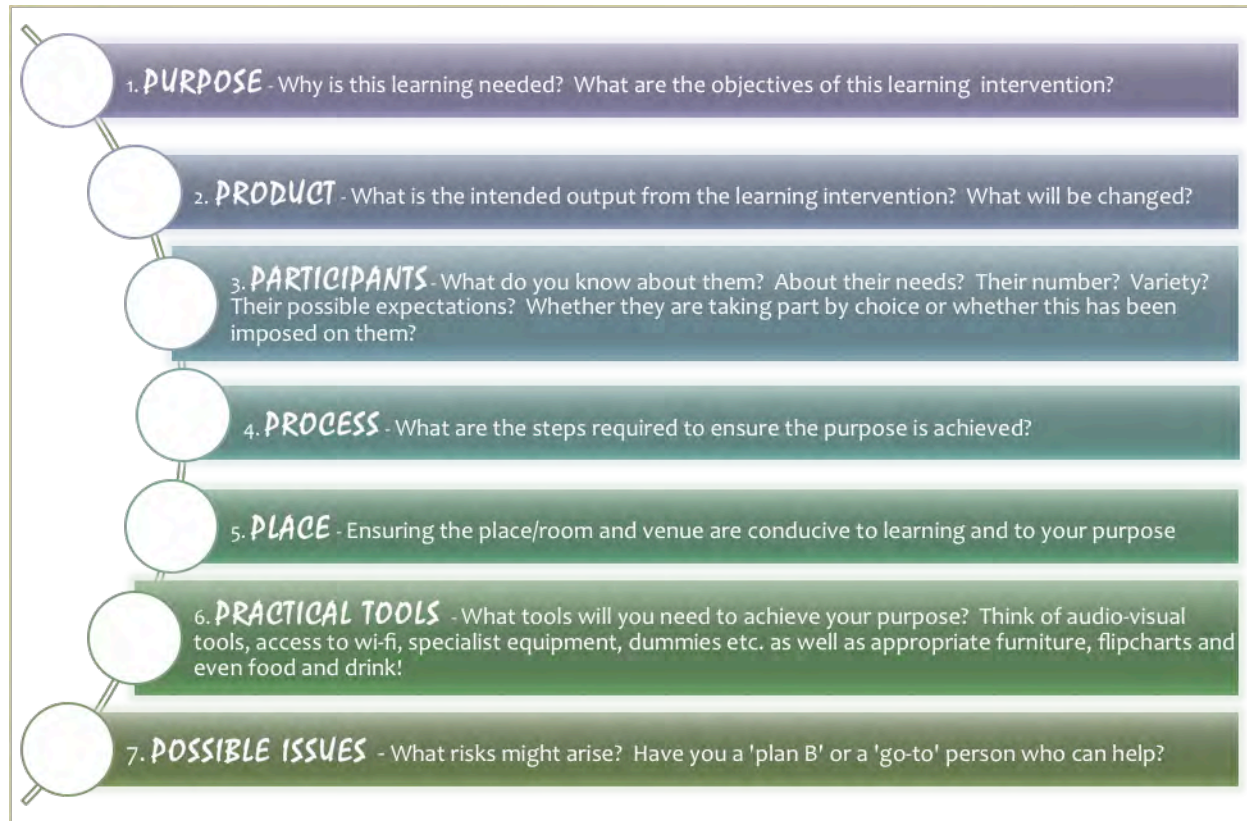 1. PURPOSE - Why is this learning needed? What are the objectives of this learning intervention?
2. PRODUCT - What is the intended output from the learning intervention? What will be changed?
3. PARTICIPANTS - What do you know about them? About their needs? Their number? Variety?
Their possible expectations? Whether they are taking part by choice or whether this has been
imposed on them?
4. PROCESS - What are the steps required to ensure the purpose is achieved?
5. PLACE - Ensuring the place/room and venue are conducive to learning and to your purpose
6. PRACTICAL TOOLS - What tools will you need to achieve your purpose? Think of audio-visual
tools, access to wi-fi, specialist equipment, dummies etc. as well as appropriate furniture, flipcharts and
even food and drink!
7. POSSIBLE ISSUES - What risks might arise? Have you a 'plan B' or a 'go-to' person who can help?